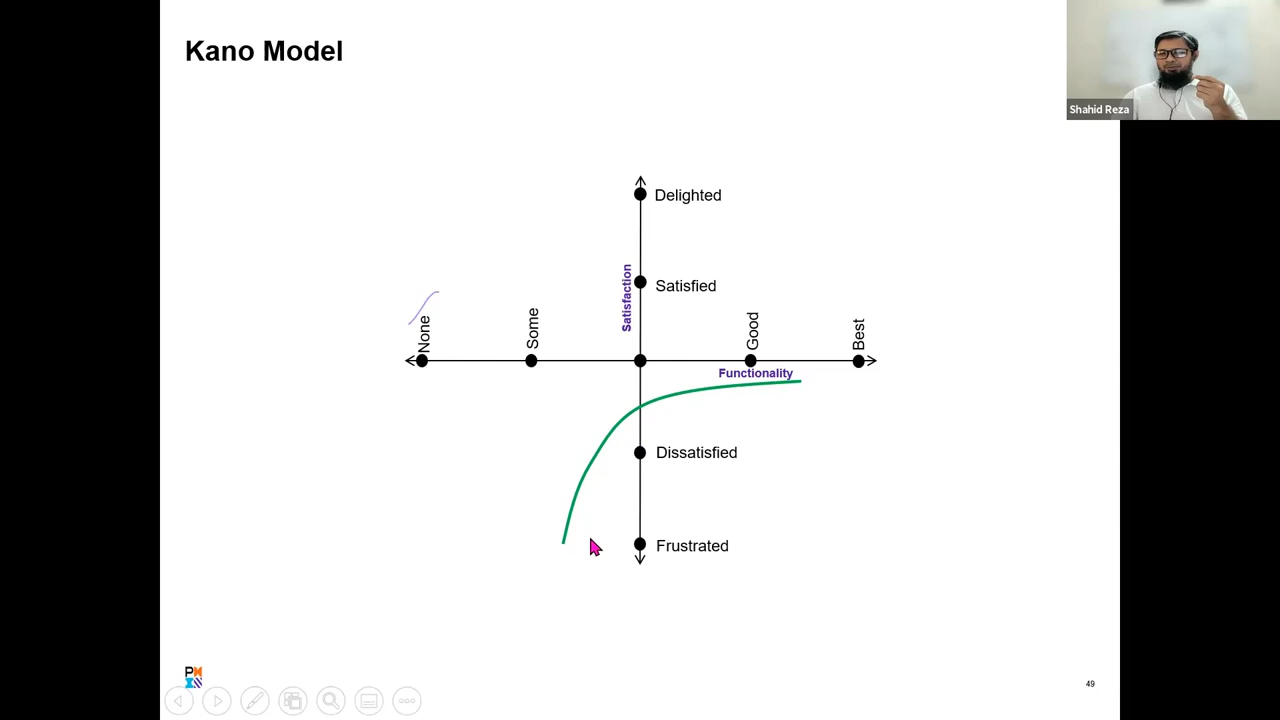 Kano Model
Shahid Reza
Delighted
Satisfaction
Satisfied
None
Some
Good
Best
Functionality
Dissatisfied
Frustrated
49